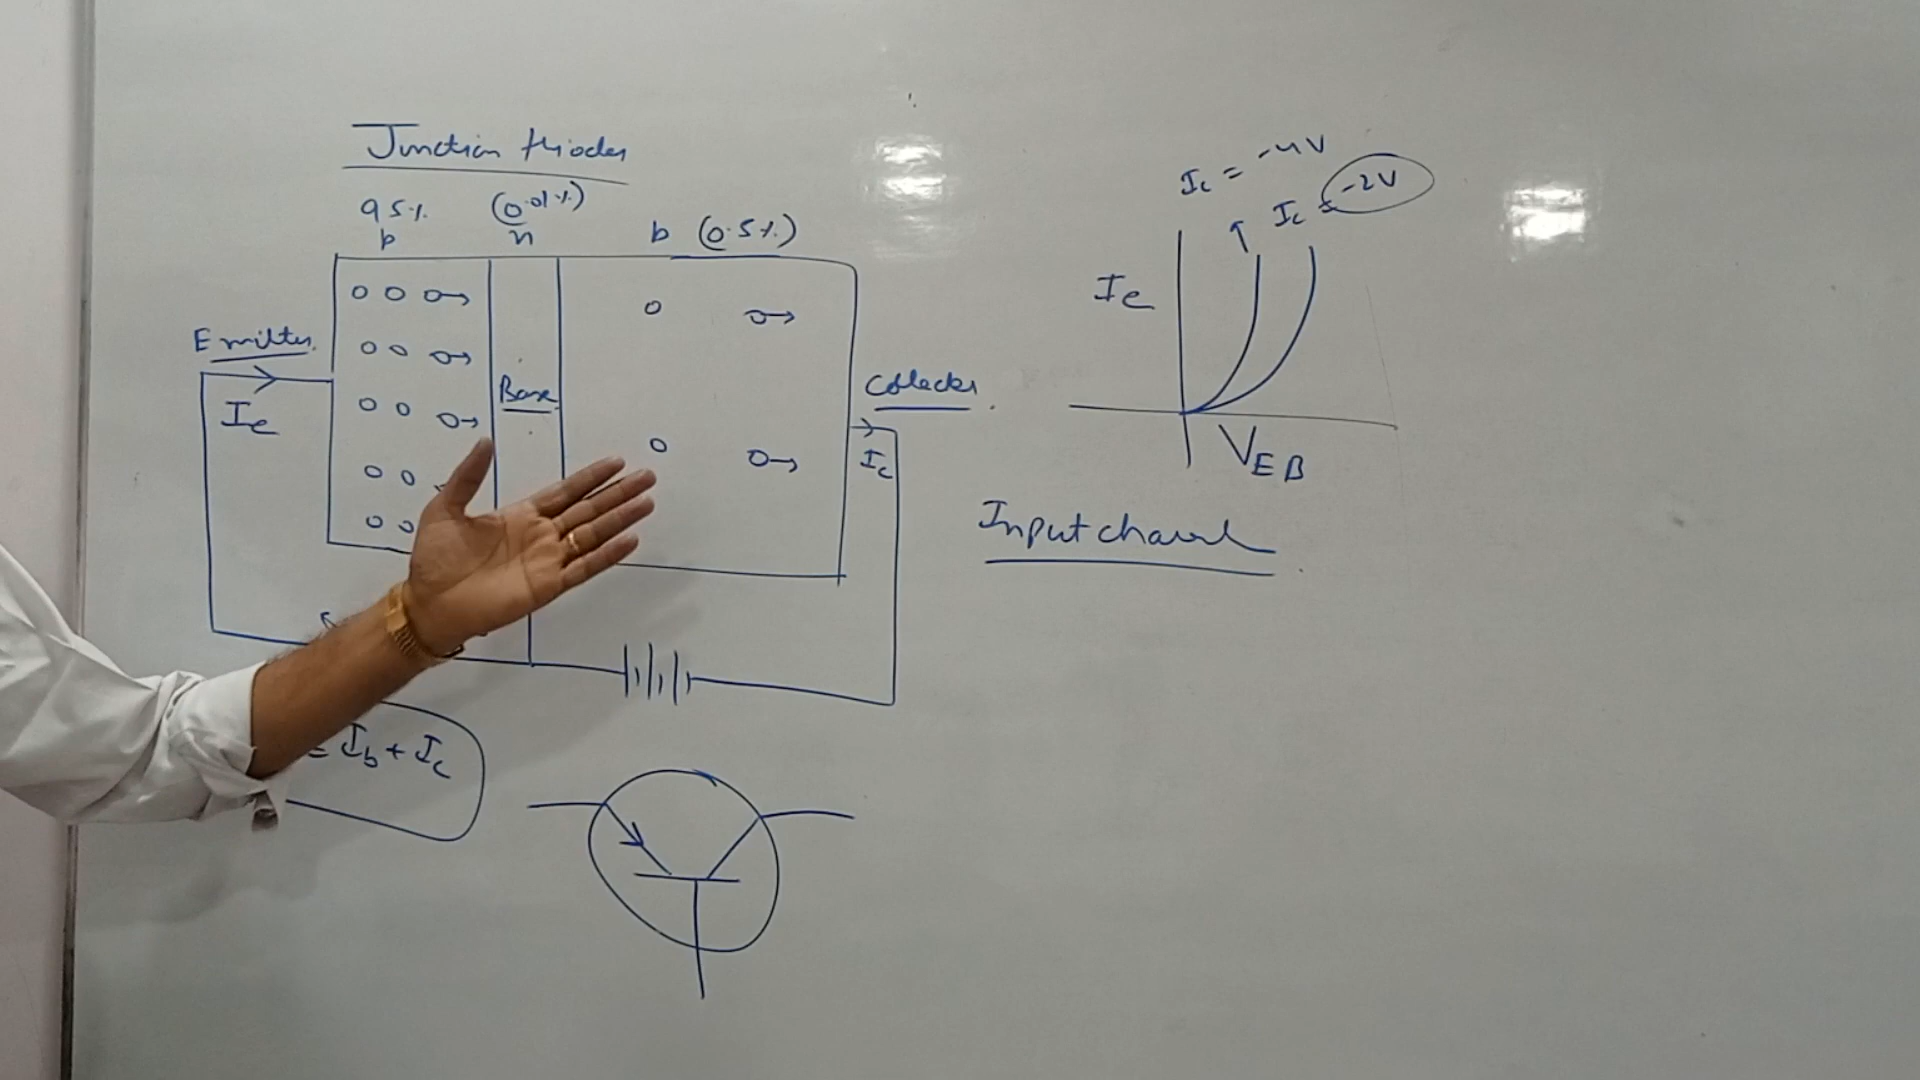 Junction triodes
95% (0.01%)
p n p (0.5%)
Emitter
Ie
Base
Collector
Ic
= Ib + Ic
Ic = -4V
Ic = -2V
Ie
VEB
Input